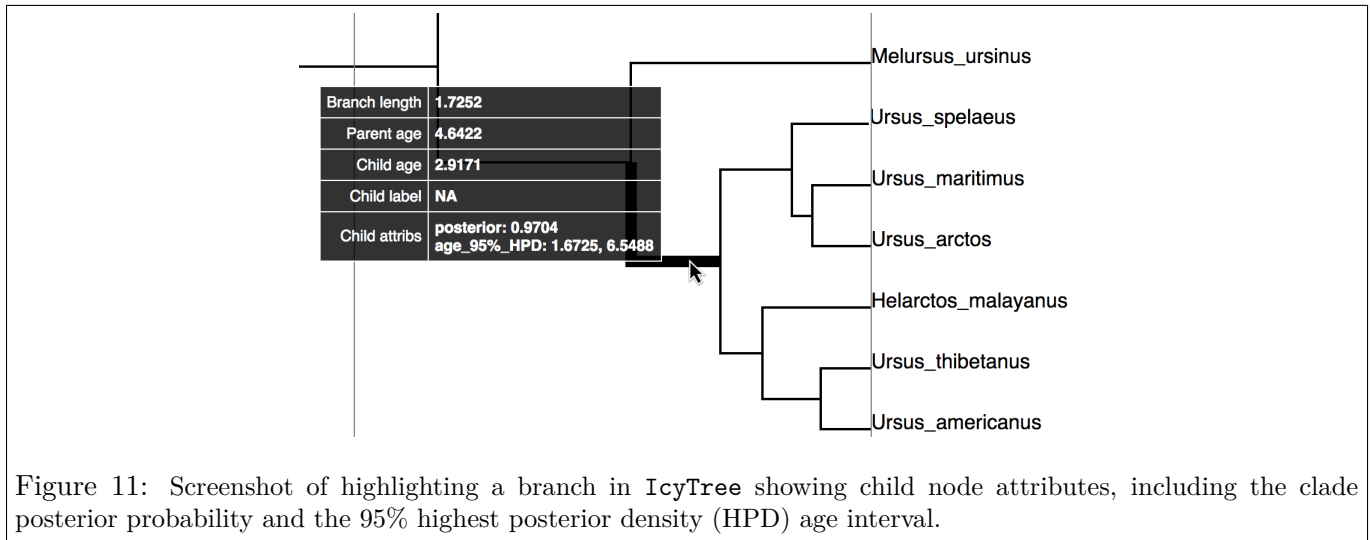 Melursus_ursinus
Branch length 1.7252
Parent age 4.6422
Child age 2.9171
Child label NA
Child attribs posterior: 0.9704
age_95%_HPD: 1.6725, 6.5488
Ursus_spelaeus
Ursus_maritimus
Ursus_arctos
Helarctos_malayanus
Ursus_thibetanus
Ursus_americanus
Figure 11: Screenshot of highlighting a branch in IcyTree showing child node attributes, including the clade
posterior probability and the 95% highest posterior density (HPD) age interval.